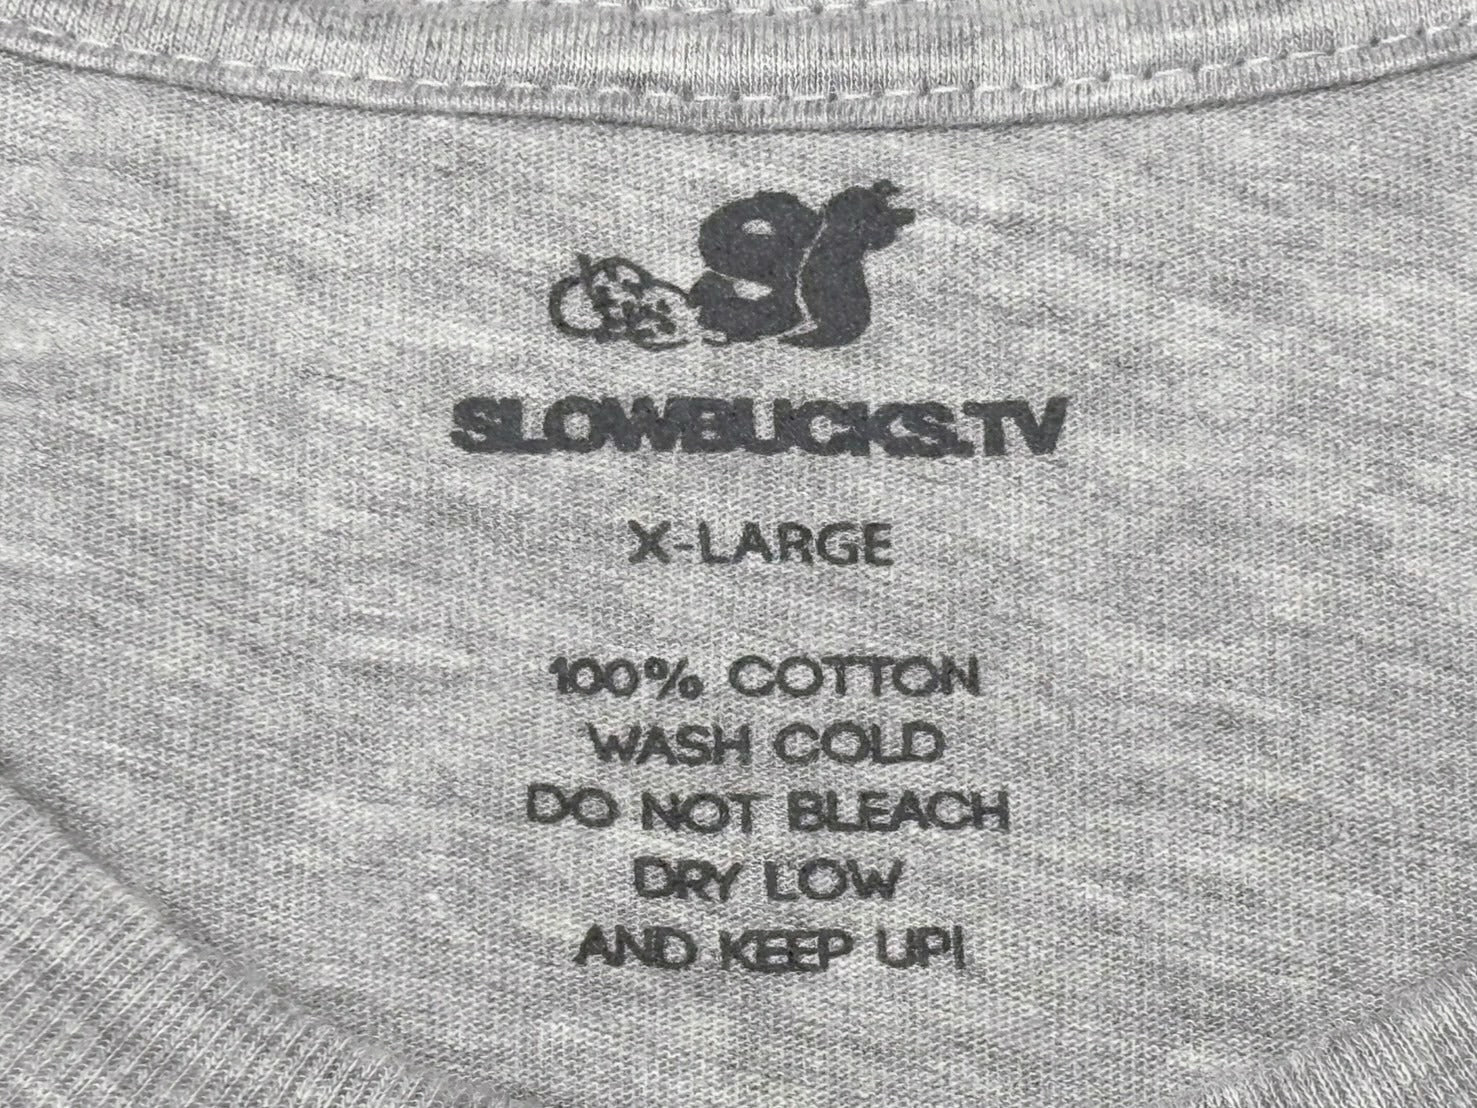 SLOWBUCKS.TV
X-LARGE
100% COTTON
WASH COLD
DO NOT BLEACH
DRY LOW
AND KEEP UP!